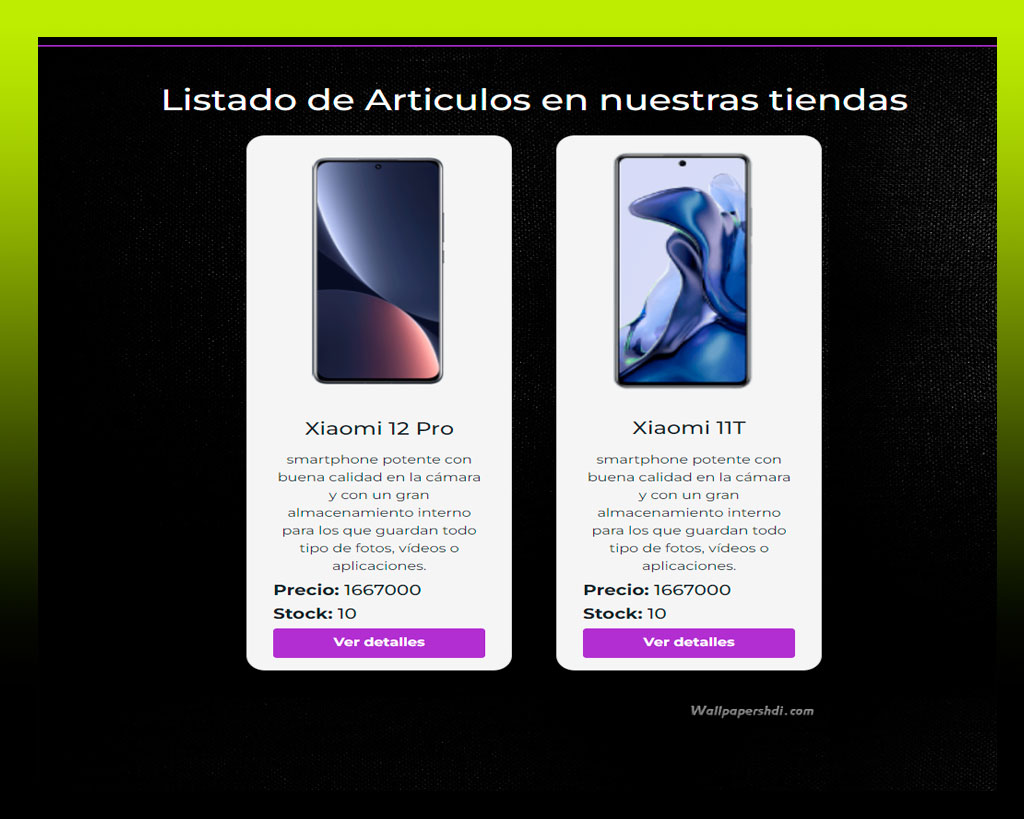 Listado de Articulos en nuestras tiendas
Xiaomi 12 Pro
smartphone potente con
buena calidad en la cámara
y con un gran
almacenamiento interno
para los que guardan todo
tipo de fotos, vídeos o
aplicaciones.
Precio: 1667000
Stock: 10
Ver detalles
Xiaomi 11T
smartphone potente con
buena calidad en la cámara
y con un gran
almacenamiento interno
para los que guardan todo
tipo de fotos, vídeos o
aplicaciones.
Precio: 1667000
Stock: 10
Ver detalles
Wallpapershdi.com